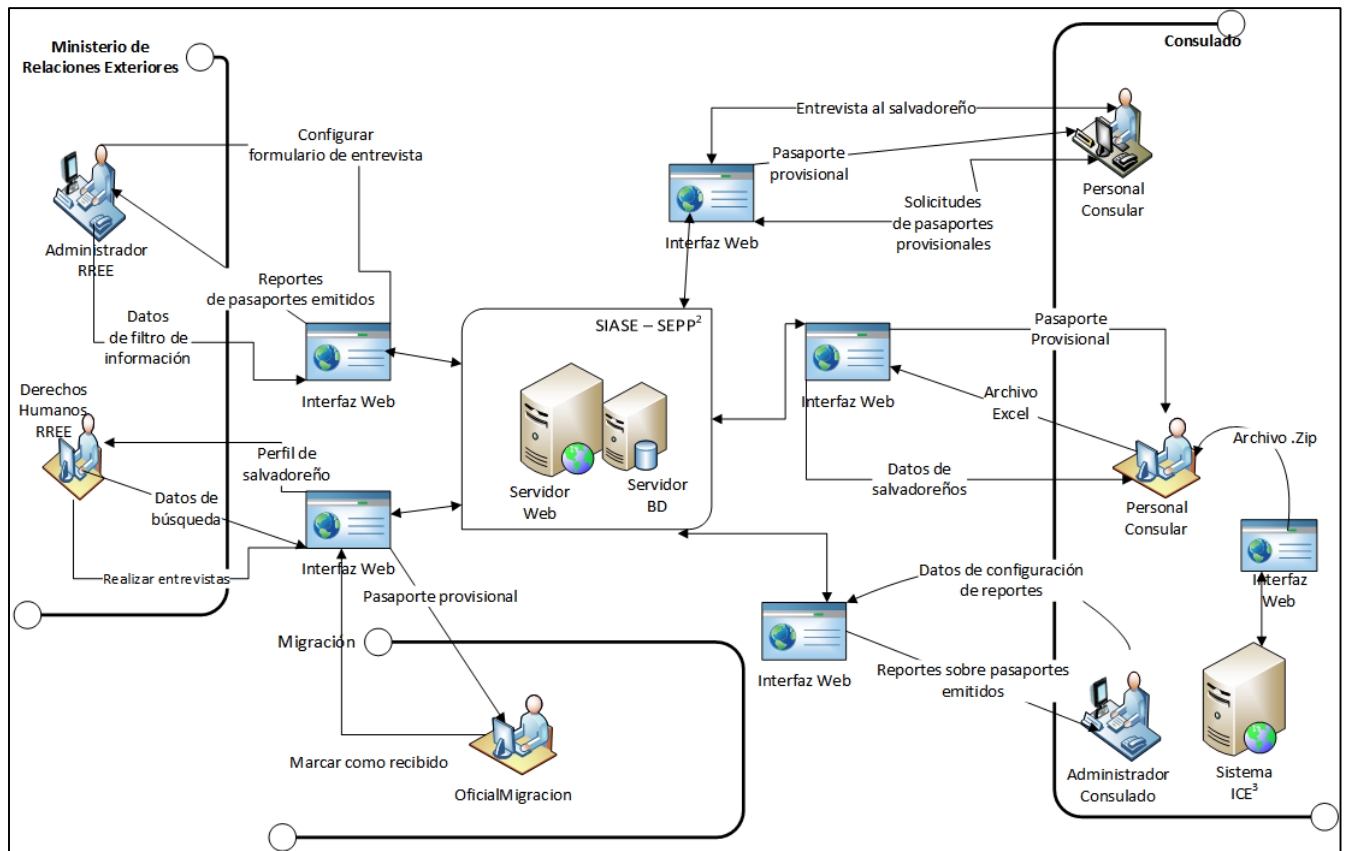 Ministerio de
Relaciones Exteriores
Consulado
Configurar
formulario de entrevista
Administrador
RREE
Reportes
de pasaportes emitidos
Datos
de filtro de
información
Interfaz Web
Derechos
Humanos
RREE
Perfil de
salvadoreño
Datos de
búsqueda
Realizar entrevistas
Interfaz Web
Pasaporte provisional
Migración
Marcar como recibido
OficialMigracion
SIASE – SEPP²
Servidor
Web
Servidor
BD
Entrevista al salvadoreño
Pasaporte
provisional
Solicitudes
de pasaportes
provisionales
Interfaz Web
Personal
Consular
Pasaporte
Provisional
Archivo
Excel
Interfaz Web
Datos de
salvadoreños
Personal
Consular
Archivo .Zip
Interfaz
Web
Datos de configuración
de reportes
Interfaz Web
Reportes sobre pasaportes
emitidos
Administrador
Consulado
Sistema
ICE³